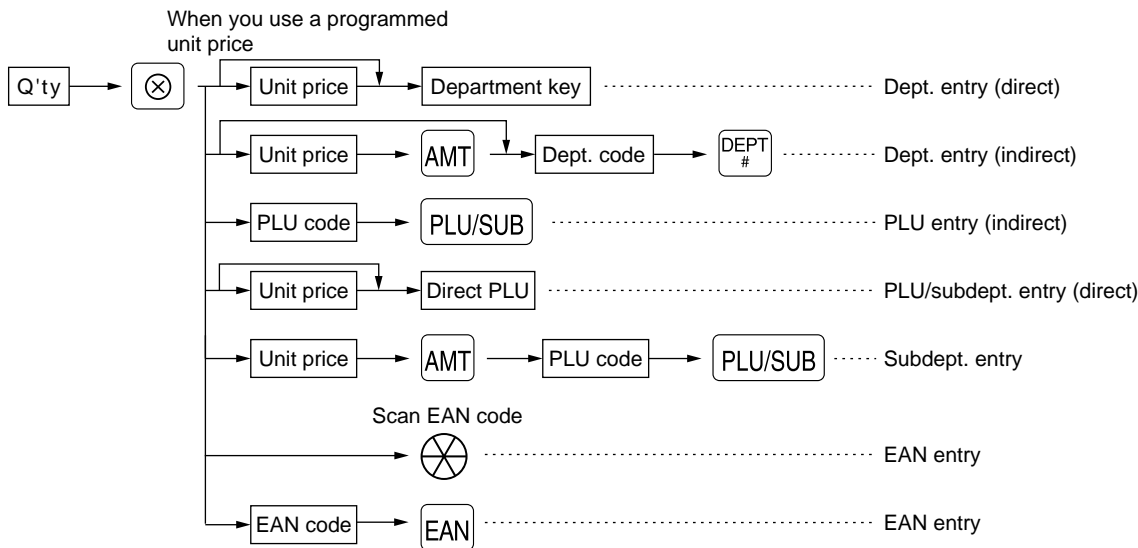 When you use a programmed
unit price
Q'ty ⊗ Unit price Department key Dept. entry (direct)
Unit price AMT Dept. code DEPT # Dept. entry (indirect)
PLU code PLU/SUB PLU entry (indirect)
Unit price Direct PLU PLU/subdept. entry (direct)
Unit price AMT PLU code PLU/SUB Subdept. entry
Scan EAN code
EAN entry
EAN code EAN EAN entry